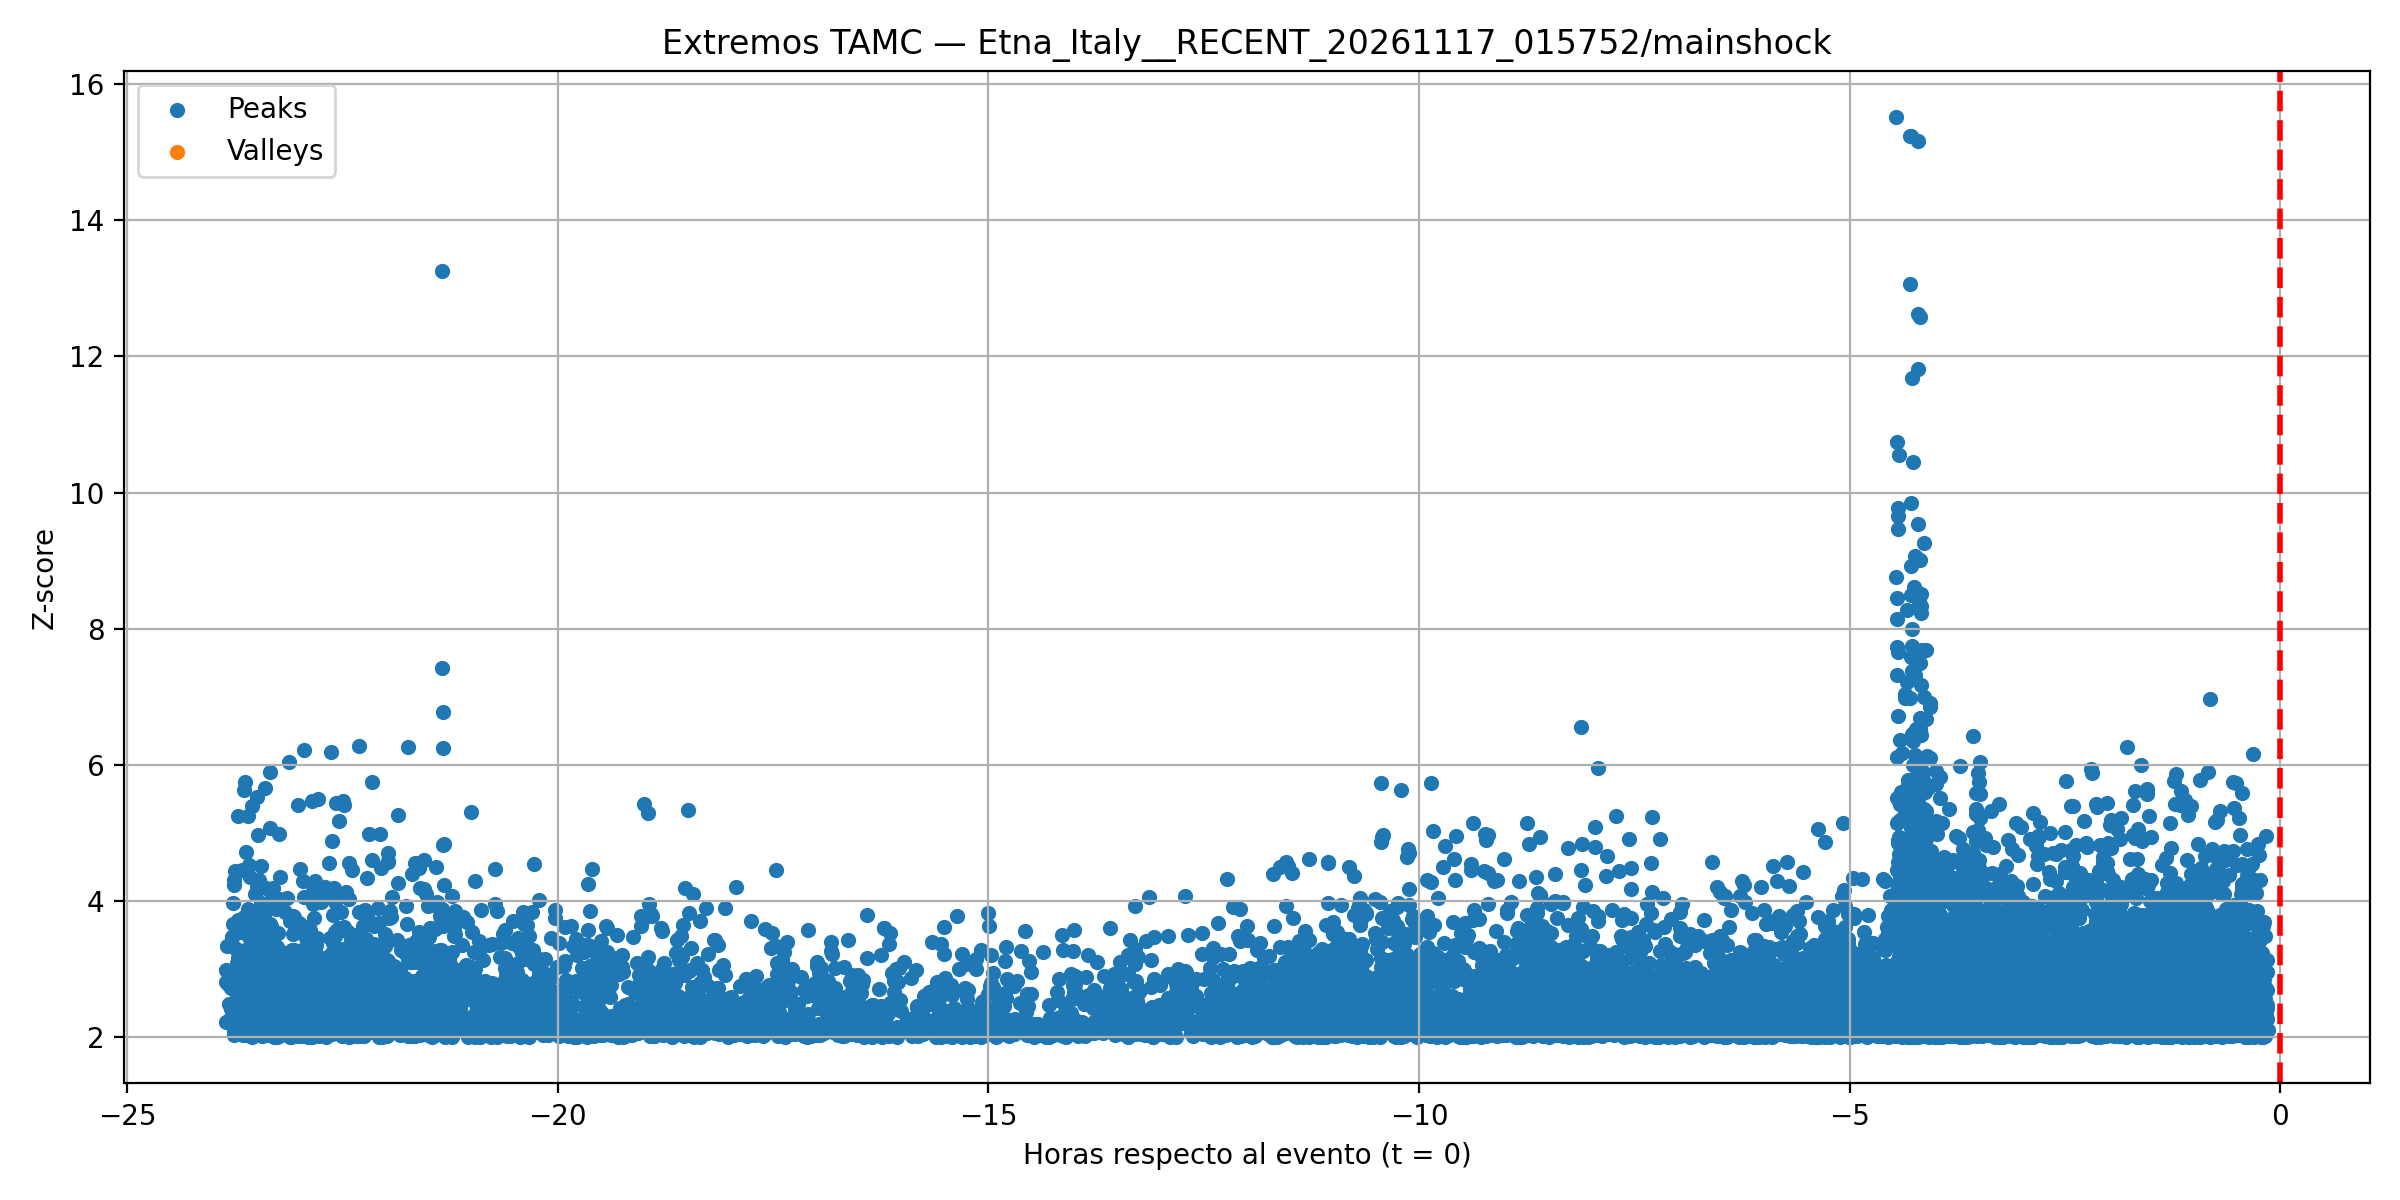 Extremos TAMC — Etna_Italy__RECENT_20261117_015752/mainshock
Peaks
Valleys
16
14
12
10
8
6
4
2
Z-score
−25
−20
−15
−10
−5
0
Horas respecto al evento (t = 0)